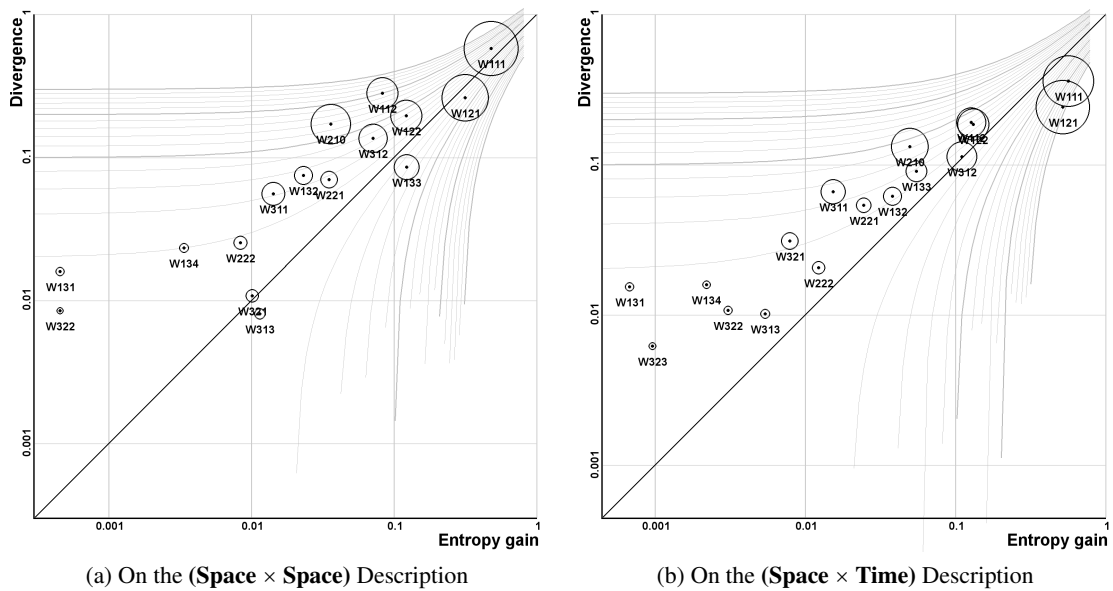 Divergence
1
0.1
0.01
0.001
W111
W112
W121
W122
W210
W312
W133
W132
W221
W311
W222
W134
W131
W322
W321
W313
0.001
0.01
0.1
1
Entropy gain
(a) On the (Space × Space) Description
Divergence
1
0.1
0.01
0.001
W111
W121
W122
W210
W312
W133
W311
W132
W221
W321
W222
W131
W134
W322
W313
W323
0.001
0.01
0.1
1
Entropy gain
(b) On the (Space × Time) Description